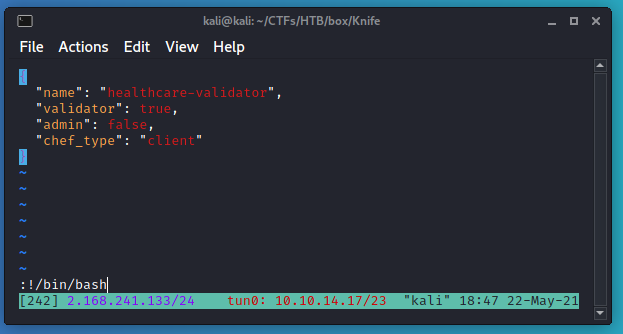 kali@kali: ~/CTFs/HTB/box/Knife
File Actions Edit View Help
{
"name": "healthcare-validator",
"validator": true,
"admin": false,
"chef_type": "client"
}
~
~
~
~
~
~
~
:!/bin/bash
[242] 2.168.241.133/24 tun0: 10.10.14.17/23 "kali" 18:47 22-May-21